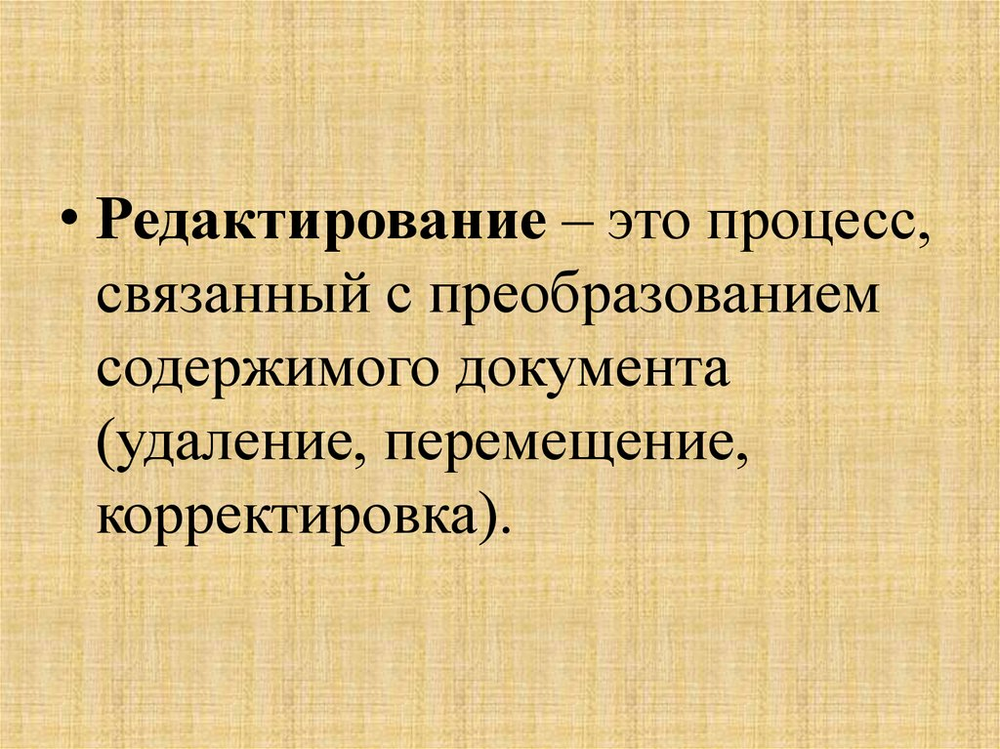 • Редактирование – это процесс,
связанный с преобразованием
содержимого документа
(удаление, перемещение,
корректировка).